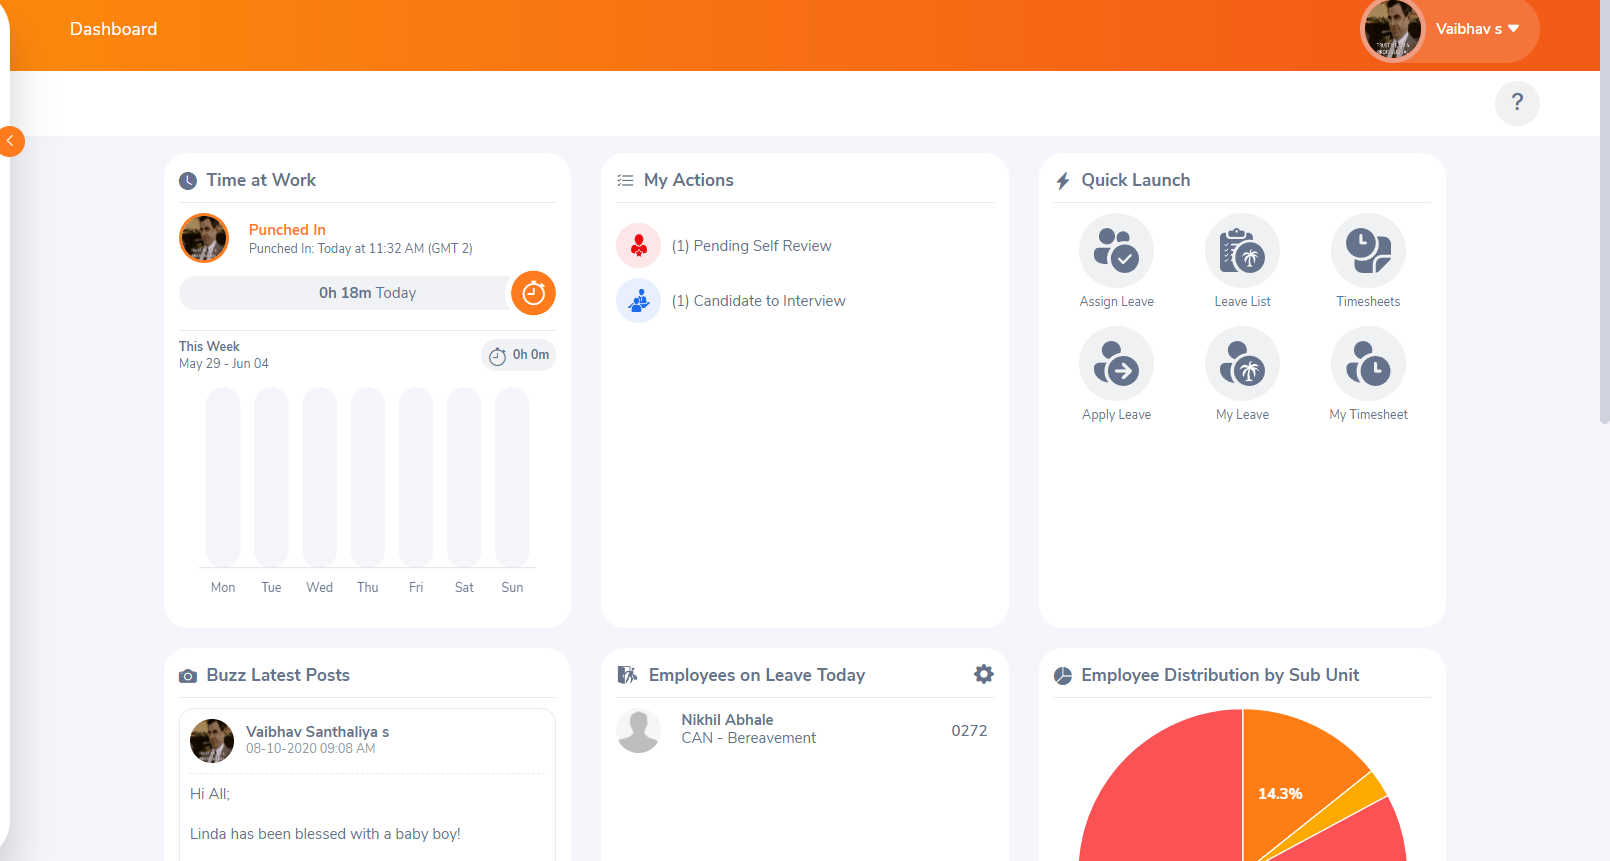 Dashboard
Vaibhav s
?
Time at Work
Punched In
Punched In: Today at 11:32 AM (GMT 2)
0h 18m Today
This Week
May 29 - Jun 04
0h 0m
Mon Tue Wed Thu Fri Sat Sun
My Actions
(1) Pending Self Review
(1) Candidate to Interview
Quick Launch
Assign Leave Leave List Timesheets
Apply Leave My Leave My Timesheet
Buzz Latest Posts
Vaibhav Santhaliya s
08-10-2020 09:08 AM
Hi All;
Linda has been blessed with a baby boy!
Employees on Leave Today
Nikhil Abhale
CAN - Bereavement
0272
Employee Distribution by Sub Unit
14.3%